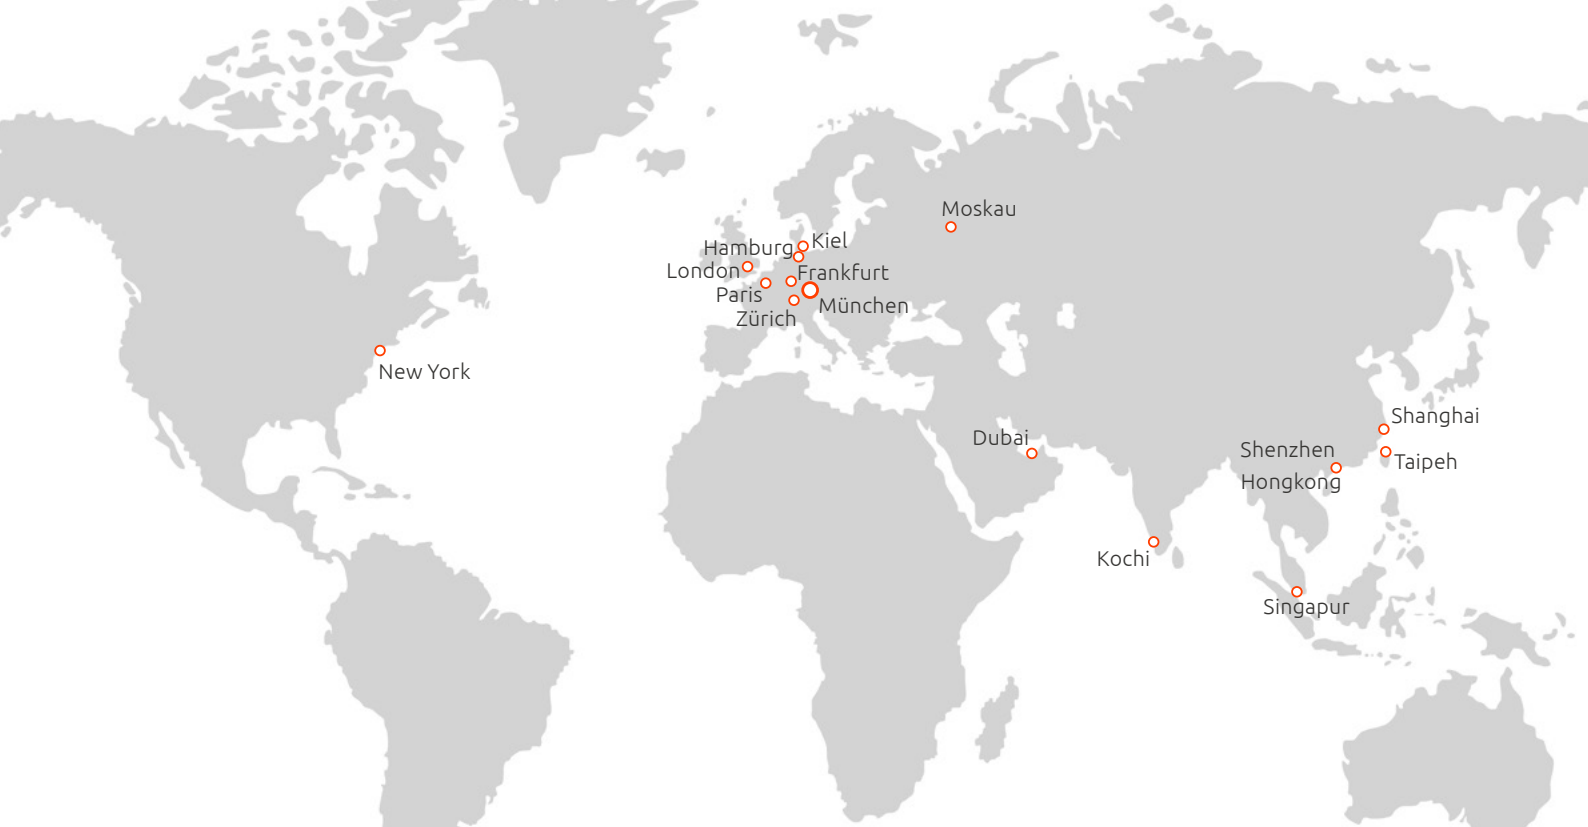 Moskau
Kiel
Hamburg
London
Frankfurt
Paris
München
Zürich
New York
Shanghai
Dubai
Shenzhen
Taipeh
Hongkong
Kochi
Singapur